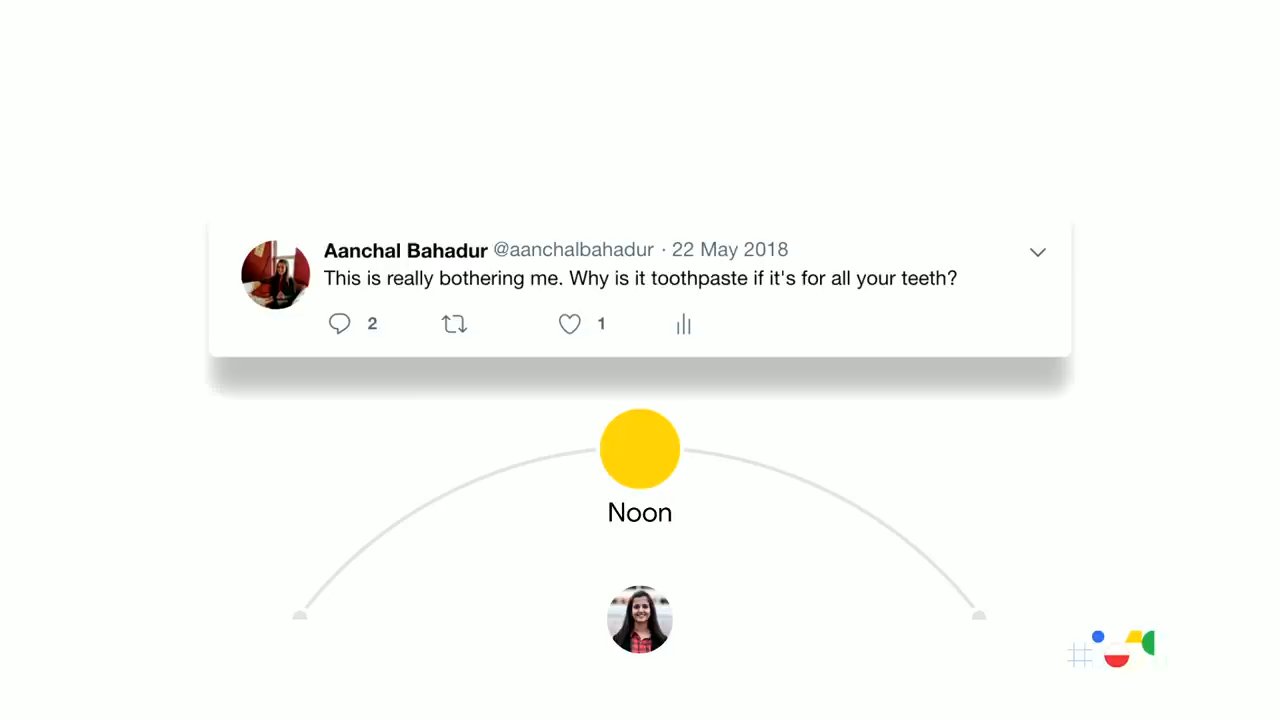 Aanchal Bahadur @aanchalbahadur · 22 May 2018
This is really bothering me. Why is it toothpaste if it's for all your teeth?
2 1
Noon